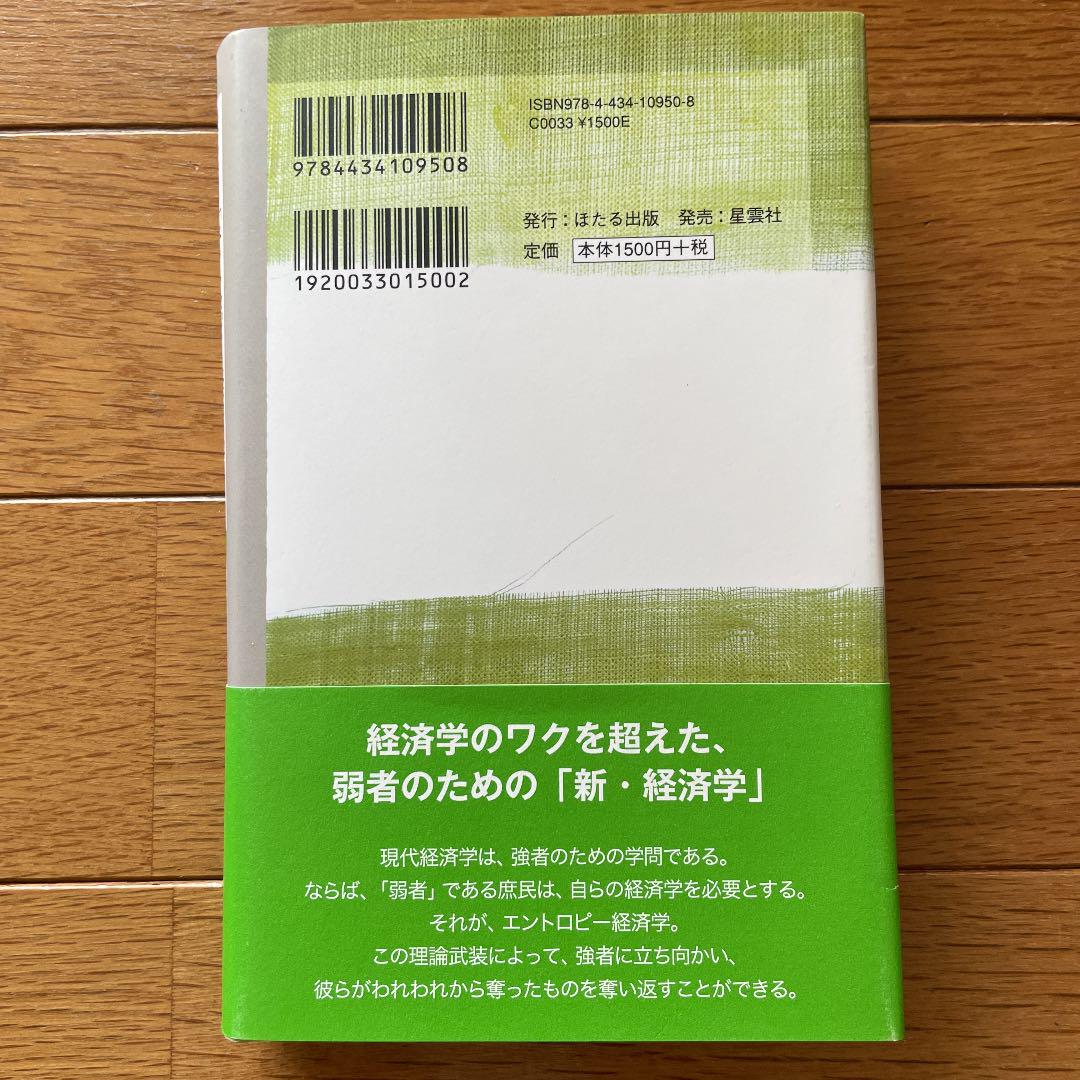 ISBN978-4-434-10950-8
C0033 ¥1500E
9784434109508
発行：ほたる出版　発売：星雲社
定価 本体1500円+税
1920033015002
経済学のワクを超えた、
弱者のための「新・経済学」
現代経済学は、強者のための学問である。
ならば、「弱者」である庶民は、自らの経済学を必要とする。
それが、エントロピー経済学。
この理論武装によって、強者に立ち向かい、
彼らがわれわれから奪ったものを奪い返すことができる。